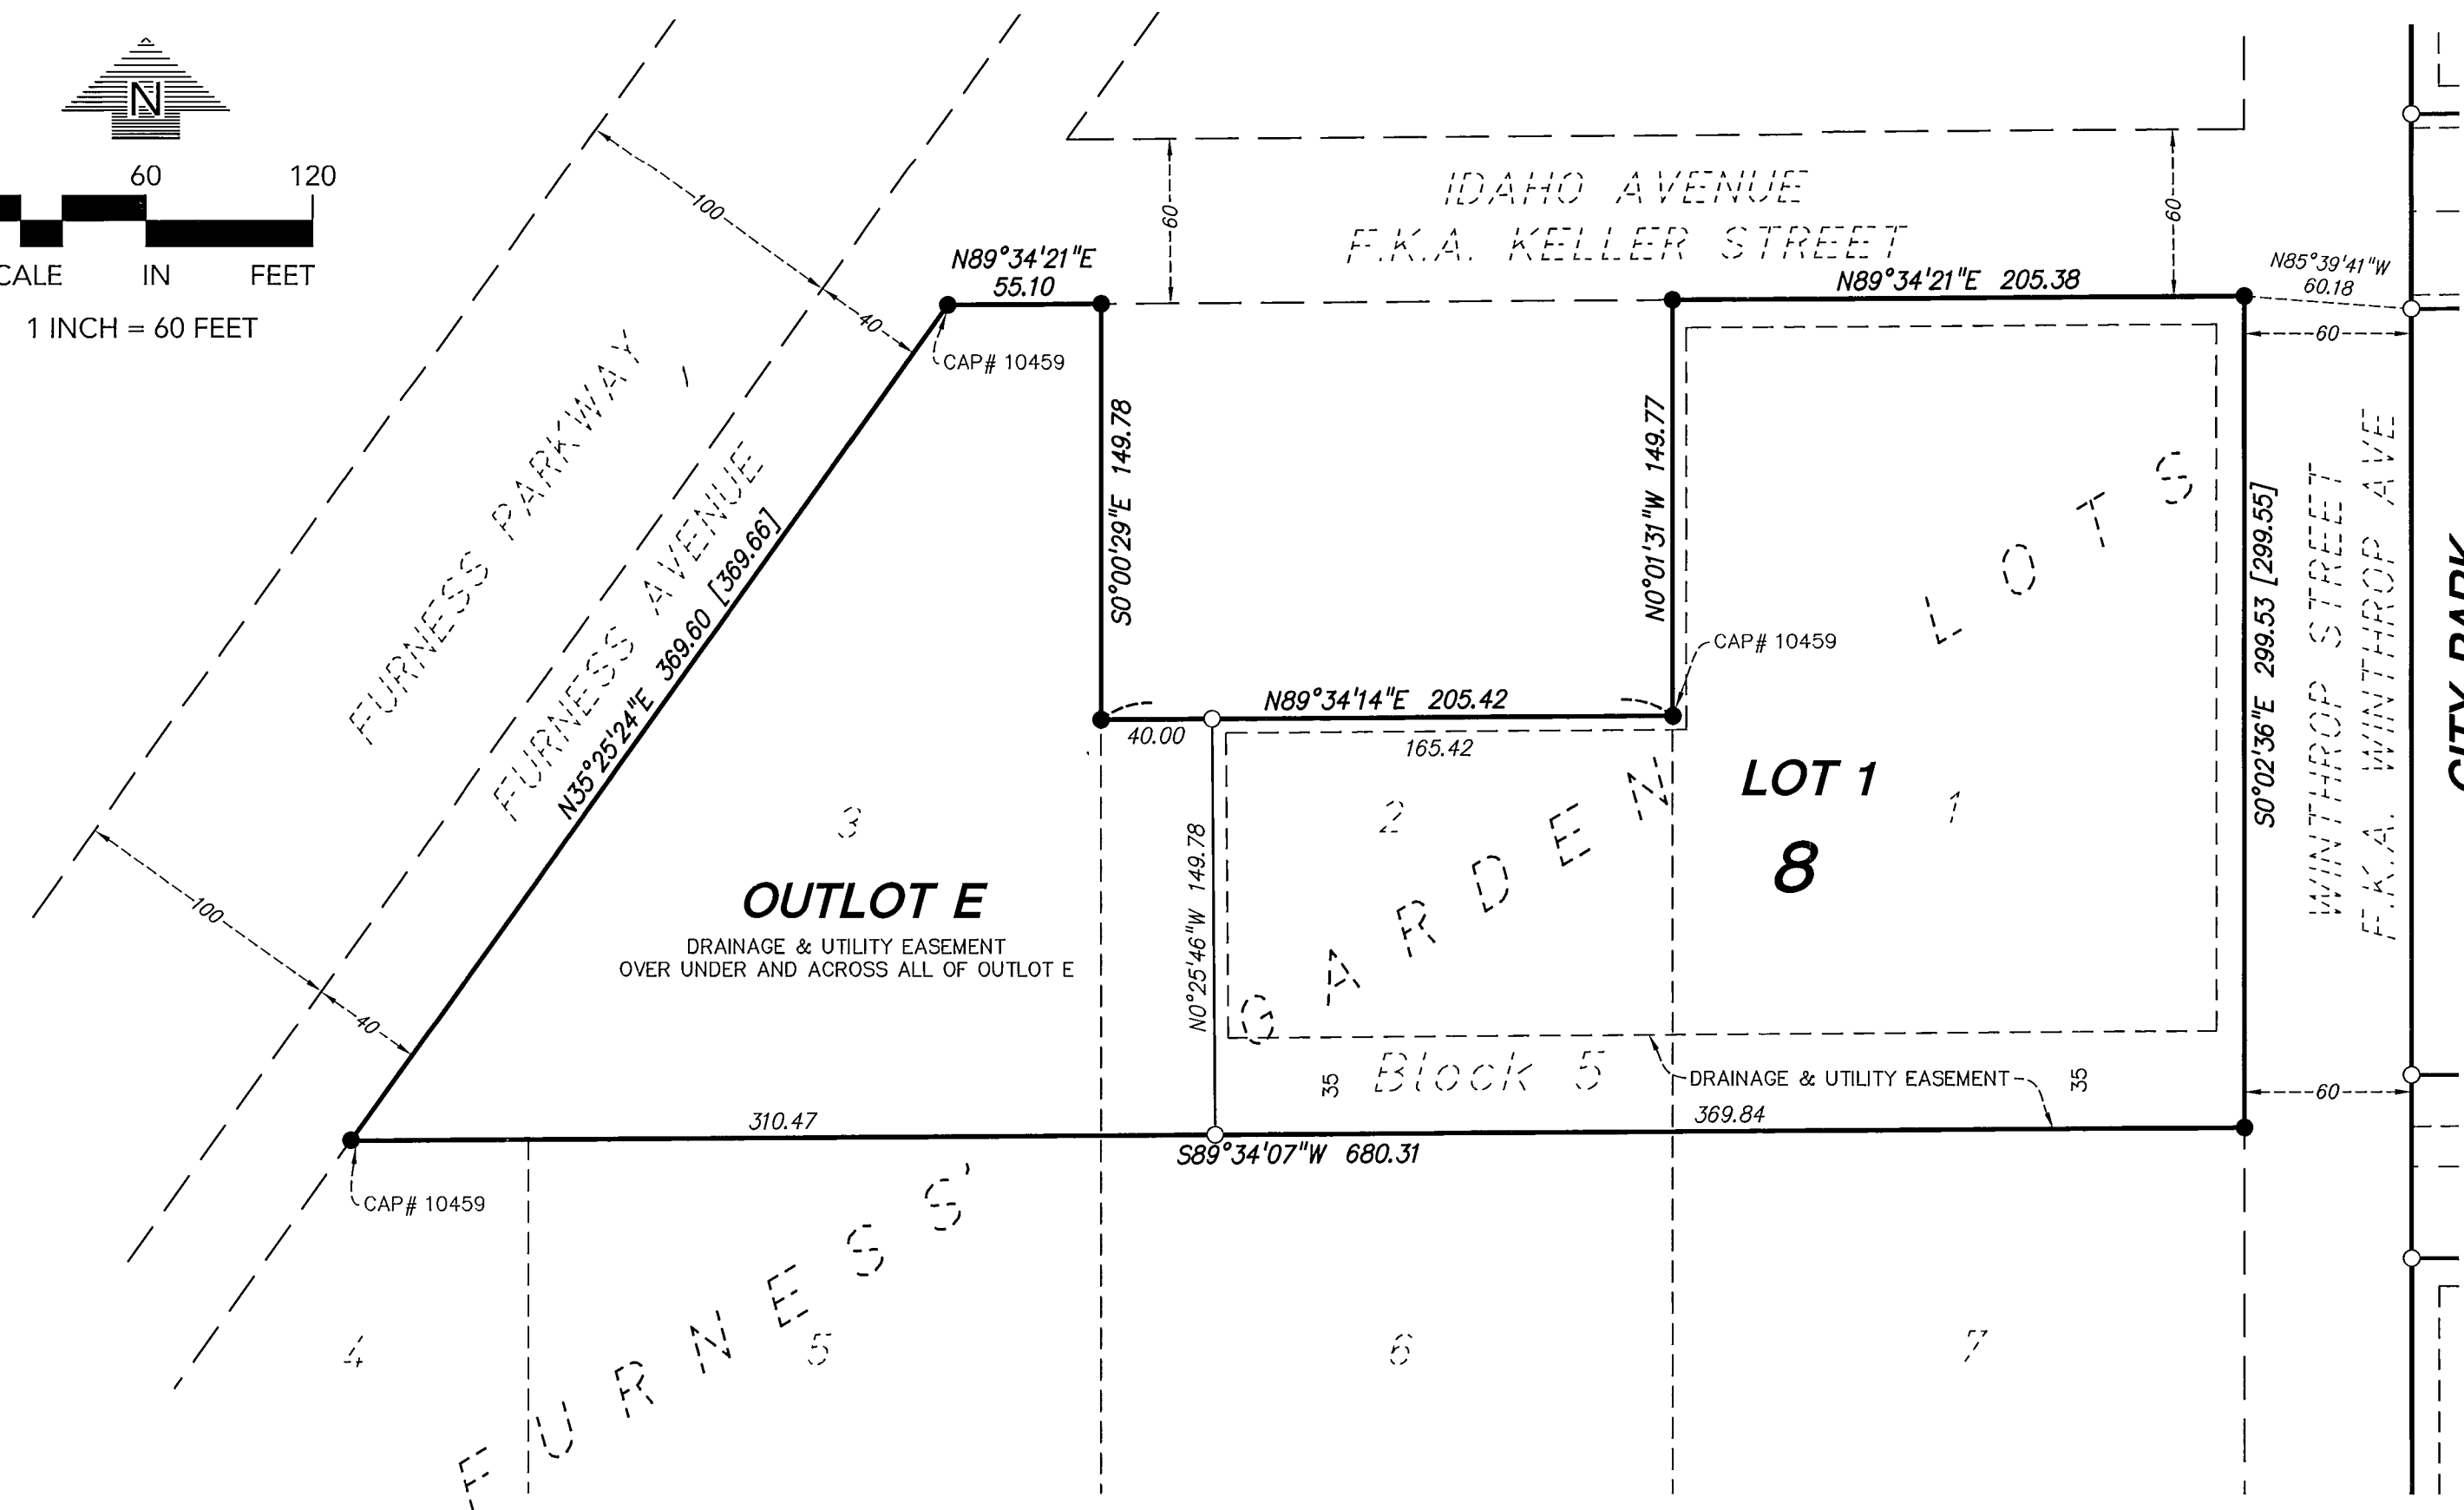 N
60 120
SCALE IN FEET
1 INCH = 60 FEET
100
40
FURNESS PARKWAY
FURNESS AVENUE
N35°25'24"E 369.60 [369.66]
100
40
IDAHO AVENUE
F.K.A. KELLER STREET
60
60
N89°34'21"E
55.10
CAP# 10459
N89°34'21"E 205.38
N85°39'41"W
60.18
60
S0°00'29"E 149.78
N0°01'31"W 149.77
CAP# 10459
N89°34'14"E 205.42
40.00
165.42
S0°02'36"E 299.53 [299.55]
WINTHROP STREET
F.K.A. WINTHROP AVE
CITY PARK
3
2
1
LOT 1
8
OUTLOT E
DRAINAGE & UTILITY EASEMENT
OVER UNDER AND ACROSS ALL OF OUTLOT E
N0°25'46"W 149.78
Block 5
35
DRAINAGE & UTILITY EASEMENT
35
60
310.47
369.84
S89°34'07"W 680.31
CAP# 10459
FURNESS' GARDEN LOTS
4
5
6
7